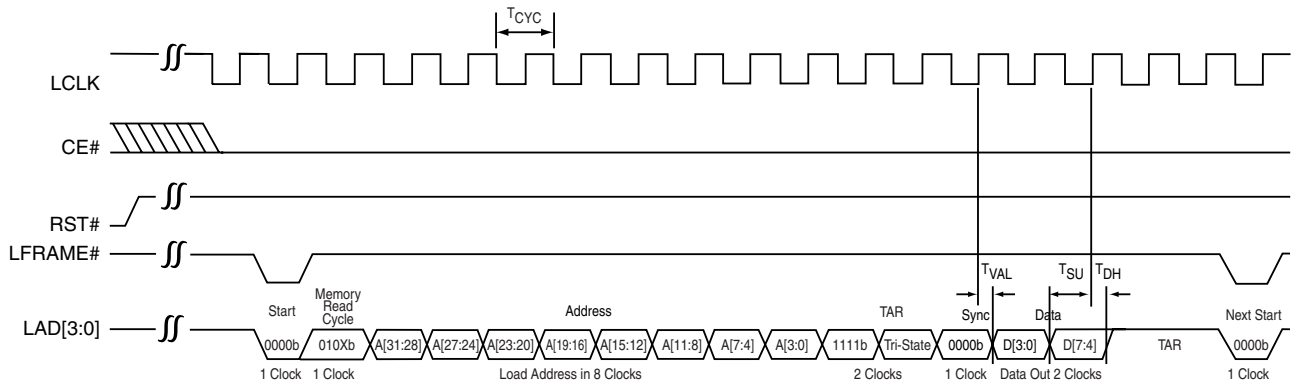 TCYC
LCLK
CE#
RST#
LFRAME#
TVAL TSU TDH
Start Memory Read Cycle Address TAR Sync Data Next Start
LAD[3:0] 0000b 010Xb A[31:28] A[27:24] A[23:20] A[19:16] A[15:12] A[11:8] A[7:4] A[3:0] 1111b Tri-State 0000b D[3:0] D[7:4] TAR 0000b
1 Clock 1 Clock Load Address in 8 Clocks 2 Clocks 1 Clock Data Out 2 Clocks 1 Clock